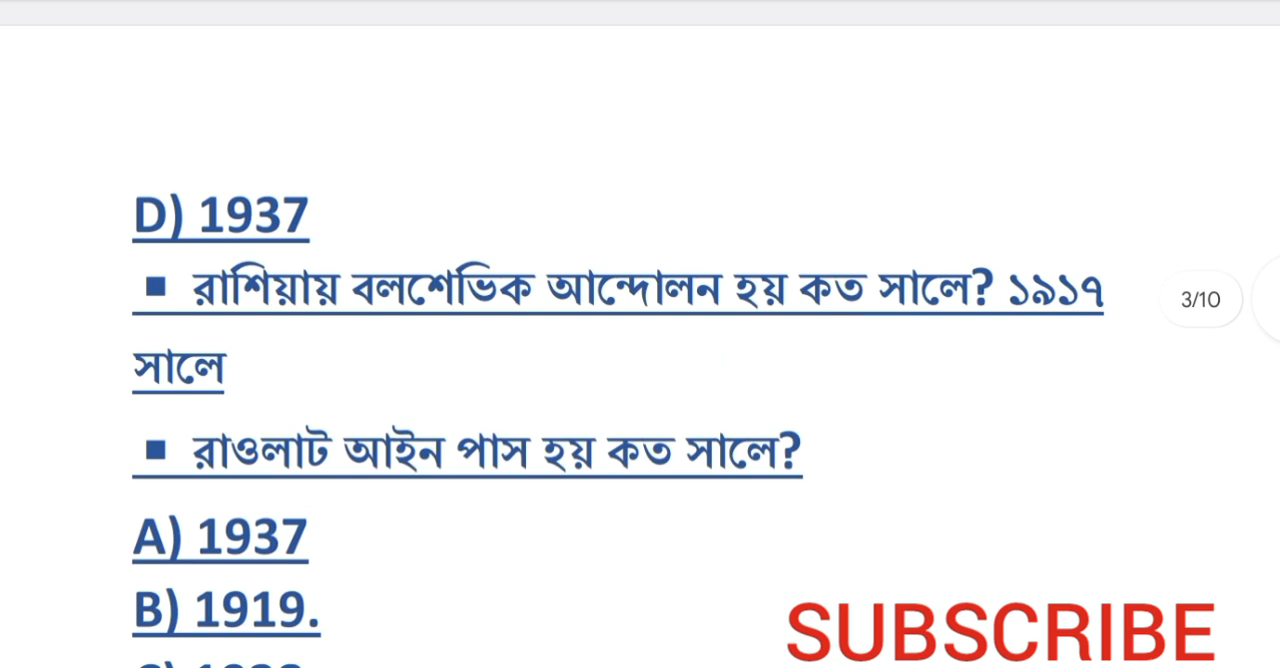 D) 1937
▪ রাশিয়ায় বলশেভিক আন্দোলন হয় কত সালে? ১৯১৭
3/10
সালে
▪ রাওলাট আইন পাস হয় কত সালে?
A) 1937
B) 1919.
SUBSCRIBE